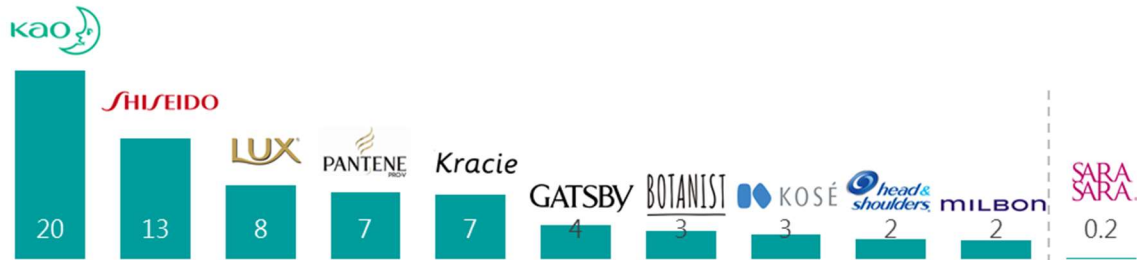 Kao
SHISEIDO
LUX
PANTENE
PRO-V
Kracie
GATSBY
BOTANIST
KOSÉ
head&
shoulders
MILBON
SARA
SARA
20
13
8
7
7
4
3
3
2
2
0.2